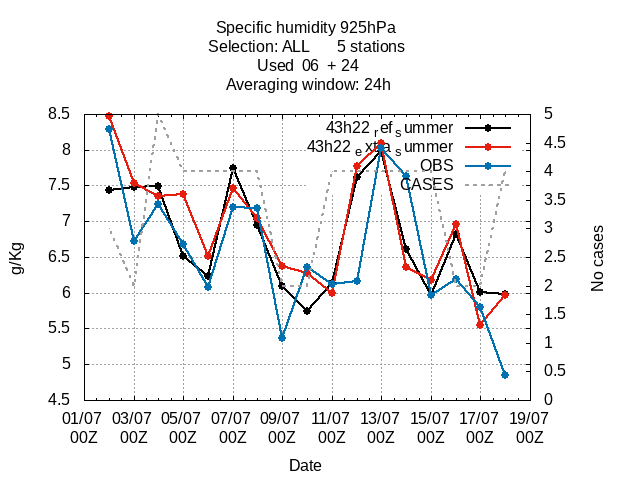 Specific humidity 925hPa
Selection: ALL 5 stations
Used 06 + 24
Averaging window: 24h
43h22 refsummer
43h22 extrasummer
OBS
CASES
8.5
8
7.5
7
6.5
6
5.5
5
4.5
g/Kg
5
4.5
4
3.5
3
2.5
2
1.5
1
0.5
0
No cases
01/07 03/07 05/07 07/07 09/07 11/07 13/07 15/07 17/07 19/07
00Z 00Z 00Z 00Z 00Z 00Z 00Z 00Z 00Z 00Z
Date